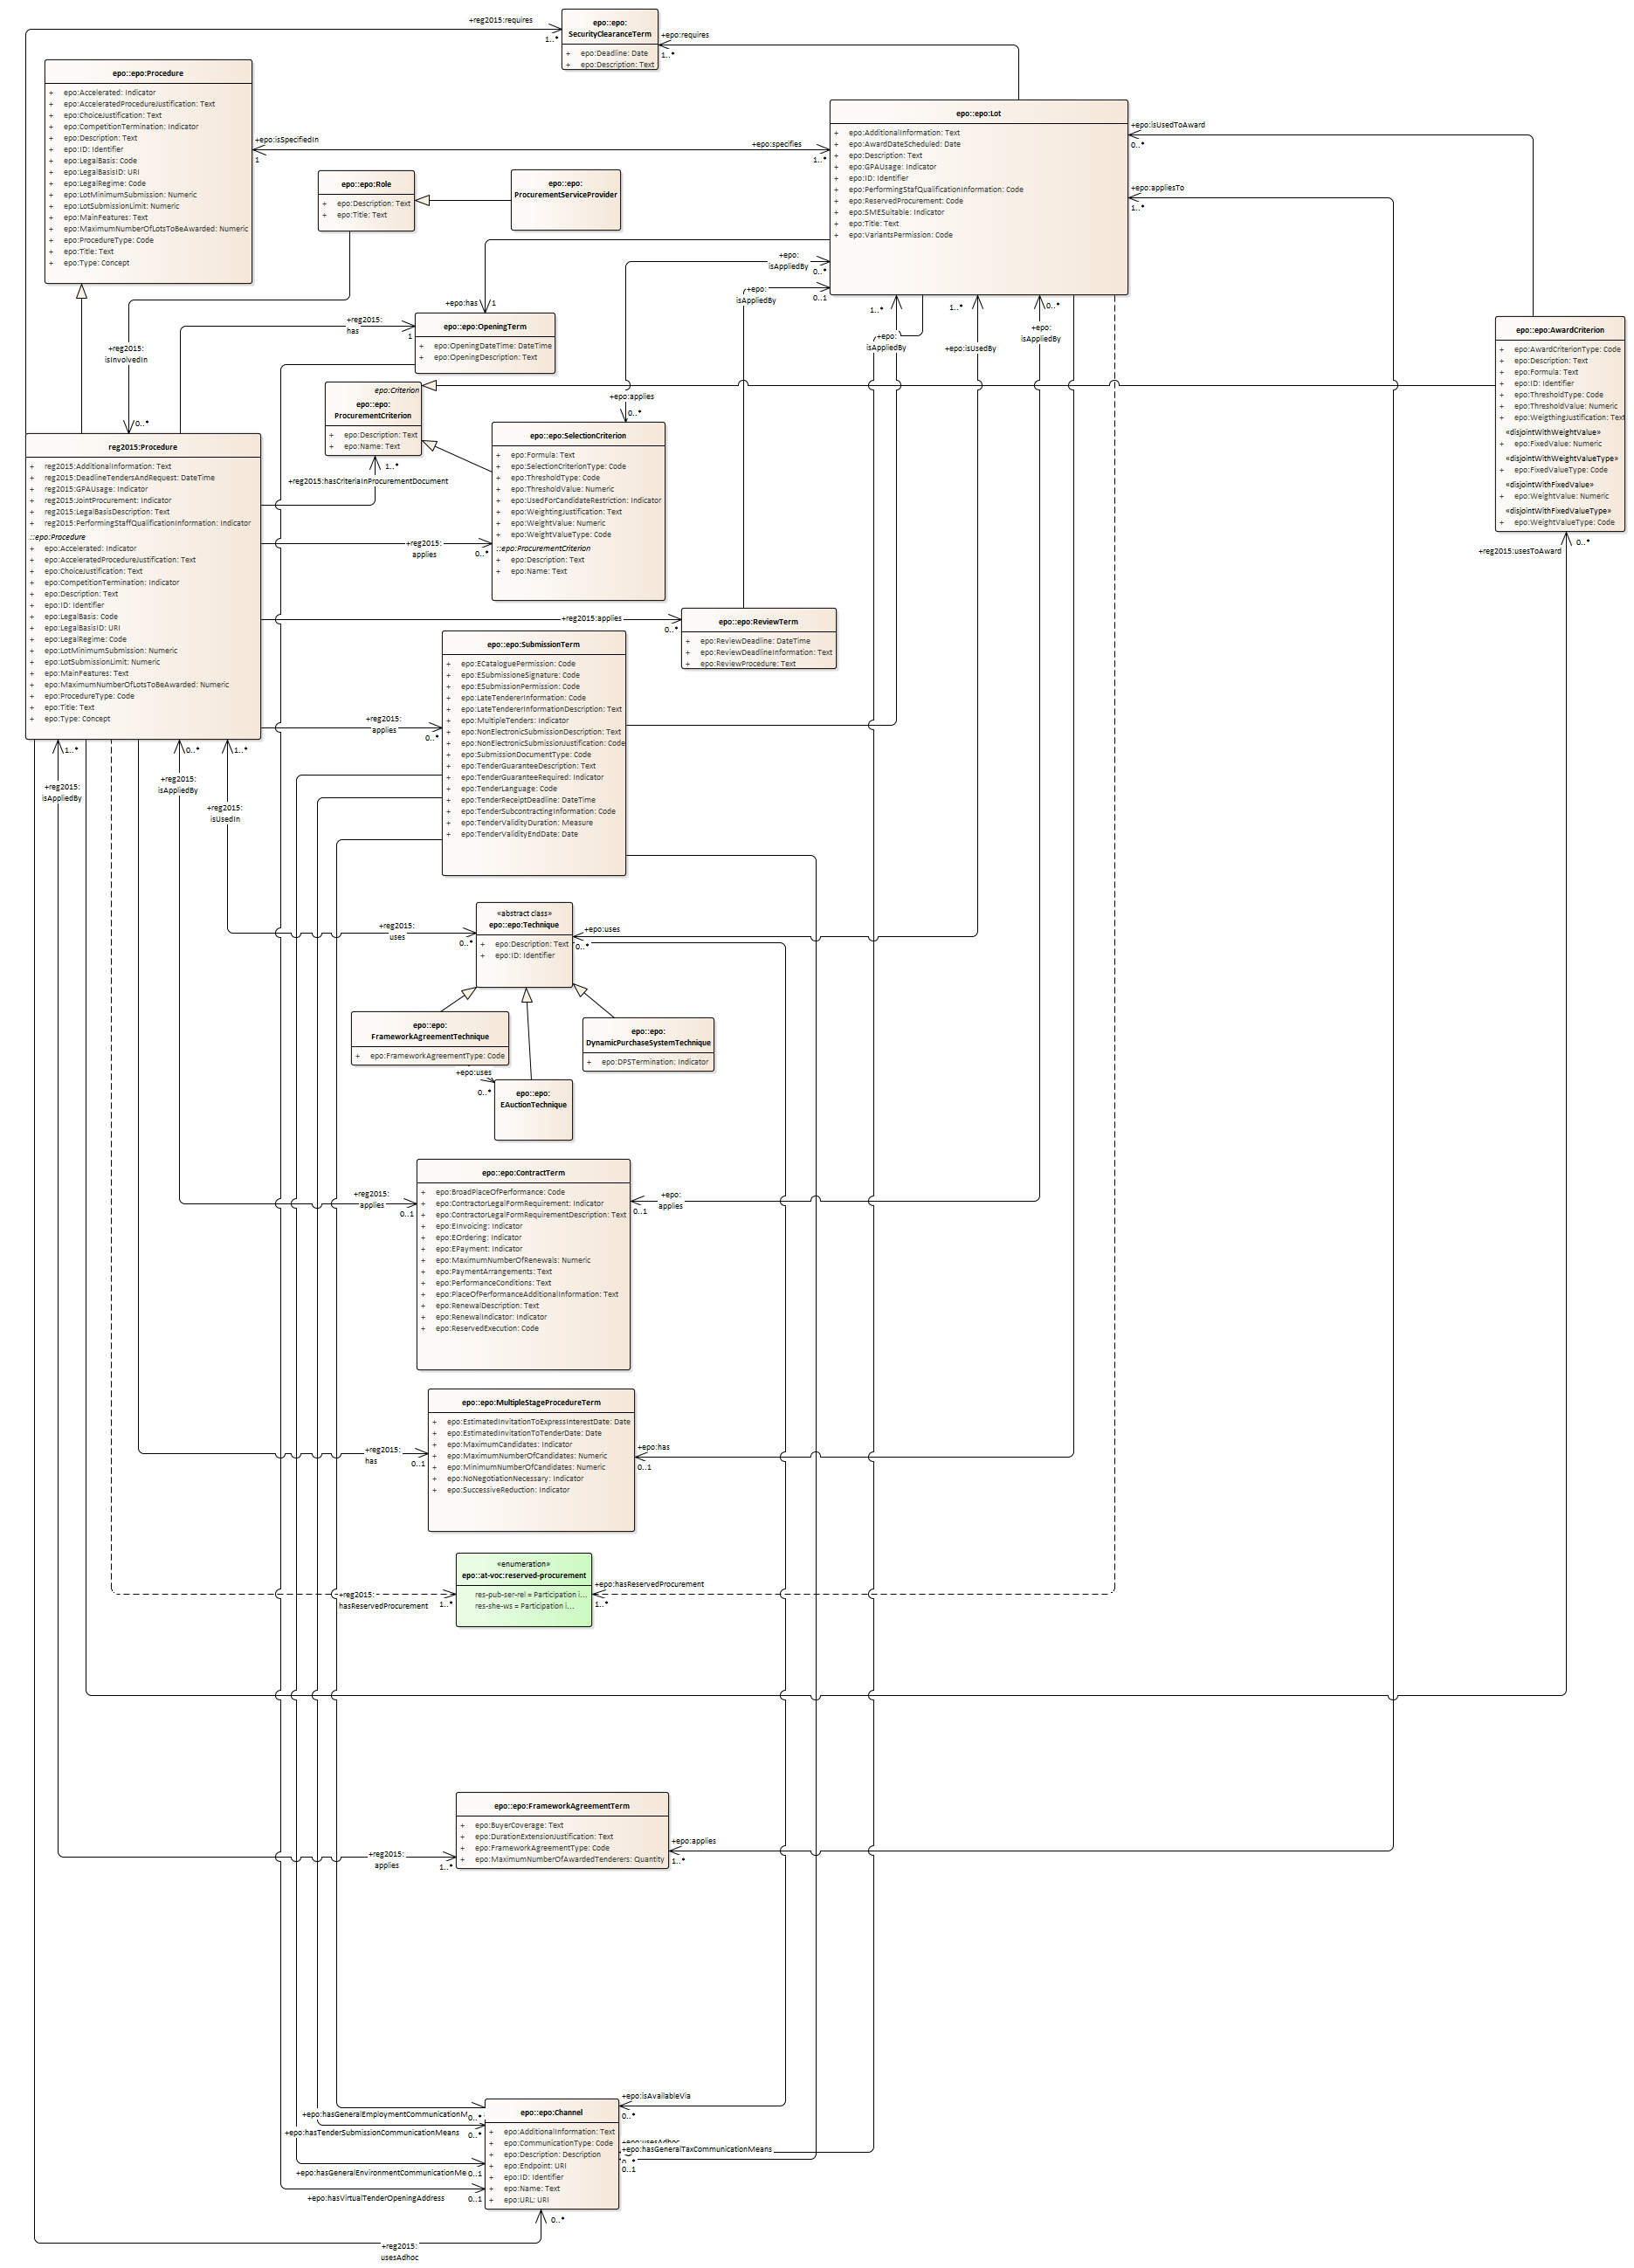 +reg2015:requires
1..*
epo::epo:
SecurityClearanceTerm
+ epo:Deadline: Date
+ epo:Description: Text
+epo:requires
1..*
epo::epo:Procedure
+ epo:Accelerated: Indicator
+ epo:AcceleratedProcedureJustification: Text
+ epo:ChoiceJustification: Text
+ epo:CompetitionTermination: Indicator
+ epo:Description: Text
+ epo:ID: Identifier
+ epo:LegalBasis: Code
+ epo:LegalBasisID: URI
+ epo:LegalRegime: Code
+ epo:LotMinimumSubmission: Numeric
+ epo:LotSubmissionLimit: Numeric
+ epo:MainFeatures: Text
+ epo:MaximumNumberOfLotsToBeAwarded: Numeric
+ epo:ProcedureType: Code
+ epo:Title: Text
+ epo:Type: Concept
+epo:isSpecifiedIn
1
+epo:specifies
1..*
epo::epo:Lot
+ epo:AdditionalInformation: Text
+ epo:AwardDateScheduled: Date
+ epo:Description: Text
+ epo:GPAUsage: Indicator
+ epo:ID: Identifier
+ epo:PerformingStafQualificationInformation: Code
+ epo:ReservedProcurement: Code
+ epo:SMESuitable: Indicator
+ epo:Title: Text
+ epo:VariantsPermission: Code
+epo:isUsedToAward
0..*
+epo:appliesTo
1..*
epo::epo:Role
+ epo:Description: Text
+ epo:Title: Text
epo::epo:
ProcurementServiceProvider
+epo:
isAppliedBy
0..*
+epo:
isAppliedBy
0..1
+epo:has
1
+reg2015:
has
1
+reg2015:
isInvolvedIn
0..*
epo::epo:OpeningTerm
+ epo:OpeningDateTime: DateTime
+ epo:OpeningDescription: Text
1..*
+epo:
isAppliedBy
1..*
+epo:isUsedBy
0..*
+epo:
isAppliedBy
epo::epo:AwardCriterion
+ epo:AwardCriterionType: Code
+ epo:Description: Text
+ epo:Formula: Text
+ epo:ID: Identifier
+ epo:ThresholdType: Code
+ epo:ThresholdValue: Numeric
+ epo:WeigthingJustification: Text
«disjointWithWeightValue»
+ epo:FixedValue: Numeric
«disjointWithWeightValueType»
+ epo:FixedValueType: Code
«disjointWithFixedValue»
+ epo:WeightValue: Numeric
«disjointWithFixedValueType»
+ epo:WeightValueType: Code
+reg2015:usesToAward
0..*
epo:Criterion
epo::epo:
ProcurementCriterion
+ epo:Description: Text
+ epo:Name: Text
1..*
+reg2015:hasCriteriaInProcurementDocument
+epo:applies
0..*
epo::epo:SelectionCriterion
+ epo:Formula: Text
+ epo:SelectionCriterionType: Code
+ epo:ThresholdType: Code
+ epo:ThresholdValue: Numeric
+ epo:UsedForCandidateRestriction: Indicator
+ epo:WeightingJustification: Text
+ epo:WeightValue: Numeric
+ epo:WeightValueType: Code
::epo:ProcurementCriterion
+ epo:Description: Text
+ epo:Name: Text
reg2015:Procedure
+ reg2015:AdditionalInformation: Text
+ reg2015:DeadlineTendersAndRequest: DateTime
+ reg2015:GPAUsage: Indicator
+ reg2015:JointProcurement: Indicator
+ reg2015:LegalBasisDescription: Text
+ reg2015:PerformingStaffQualificationInformation: Indicator
::epo:Procedure
+ epo:Accelerated: Indicator
+ epo:AcceleratedProcedureJustification: Text
+ epo:ChoiceJustification: Text
+ epo:CompetitionTermination: Indicator
+ epo:Description: Text
+ epo:ID: Identifier
+ epo:LegalBasis: Code
+ epo:LegalBasisID: URI
+ epo:LegalRegime: Code
+ epo:LotMinimumSubmission: Numeric
+ epo:LotSubmissionLimit: Numeric
+ epo:MainFeatures: Text
+ epo:MaximumNumberOfLotsToBeAwarded: Numeric
+ epo:ProcedureType: Code
+ epo:Title: Text
+ epo:Type: Concept
+reg2015:
applies
0..*
+reg2015:applies
0..*
epo::epo:ReviewTerm
+ epo:ReviewDeadline: DateTime
+ epo:ReviewDeadlineInformation: Text
+ epo:ReviewProcedure: Text
+reg2015:
applies
0..*
epo::epo:SubmissionTerm
+ epo:ECataloguePermission: Code
+ epo:ESubmissioneSignature: Code
+ epo:ESubmissionPermission: Code
+ epo:LateTendererInformation: Code
+ epo:LateTendererInformationDescription: Text
+ epo:MultipleTenders: Indicator
+ epo:NonElectronicSubmissionDescription: Text
+ epo:NonElectronicSubmissionJustification: Code
+ epo:SubmissionDocumentType: Code
+ epo:TenderGuaranteeDescription: Text
+ epo:TenderGuaranteeRequired: Indicator
+ epo:TenderLanguage: Code
+ epo:TenderReceiptDeadline: DateTime
+ epo:TenderSubcontractingInformation: Code
+ epo:TenderValidityDuration: Measure
+ epo:TenderValidityEndDate: Date
1..*
+reg2015:
isAppliedBy
0..*
+reg2015:
isAppliedBy
1..*
+reg2015:
isUsedIn
+reg2015:
uses
0..*
«abstract class»
epo::epo:Technique
+ epo:Description: Text
+ epo:ID: Identifier
+epo:uses
0..*
epo::epo:
FrameworkAgreementTechnique
+ epo:FrameworkAgreementType: Code
epo::epo:
DynamicPurchaseSystemTechnique
+ epo:DPSTermination: Indicator
+epo:uses
0..*
epo::epo:
EAuctionTechnique
+reg2015:
applies
0..1
epo::epo:ContractTerm
+ epo:BroadPlaceOfPerformance: Code
+ epo:ContractorLegalFormRequirement: Indicator
+ epo:ContractorLegalFormRequirementDescription: Text
+ epo:EInvoicing: Indicator
+ epo:EOrdering: Indicator
+ epo:EPayment: Indicator
+ epo:MaximumNumberOfRenewals: Numeric
+ epo:PaymentArrangements: Text
+ epo:PerformanceConditions: Text
+ epo:PlaceOfPerformanceAdditionalInformation: Text
+ epo:RenewalDescription: Text
+ epo:RenewalIndicator: Indicator
+ epo:ReservedExecution: Code
+epo:
applies
0..1
+reg2015:
has
0..1
epo::epo:MultipleStageProcedureTerm
+ epo:EstimatedInvitationToExpressInterestDate: Date
+ epo:EstimatedInvitationToTenderDate: Date
+ epo:MaximumCandidates: Indicator
+ epo:MaximumNumberOfCandidates: Numeric
+ epo:MinimumNumberOfCandidates: Numeric
+ epo:NoNegotiationNecessary: Indicator
+ epo:SuccessiveReduction: Indicator
+epo:has
0..1
+reg2015:
hasReservedProcurement
1..*
«enumeration»
epo::at-voc:reserved-procurement
res-pub-ser-rel = Participation i...
res-she-ws = Participation i...
+epo:hasReservedProcurement
1..*
+reg2015:
applies
1..*
epo::epo:FrameworkAgreementTerm
+ epo:BuyerCoverage: Text
+ epo:DurationExtensionJustification: Text
+ epo:FrameworkAgreementType: Code
+ epo:MaximumNumberOfAwardedTenderers: Quantity
+epo:applies
1..*
+epo:hasGeneralEmploymentCommunicationM
0..*
+epo:hasTenderSubmissionCommunicationMeans
0..*
+epo:hasGeneralEnvironmentCommunicationMe
0..1
+epo:hasVirtualTenderOpeningAddress
0..1
epo::epo:Channel
+ epo:AdditionalInformation: Text
+ epo:CommunicationType: Code
+ epo:Description: Description
+ epo:Endpoint: URI
+ epo:ID: Identifier
+ epo:Name: Text
+ epo:URL: URI
+epo:isAvailableVia
0..*
+epo:hasGeneralTaxCommunicationMeans
0..1
0..*
+reg2015:
usesAdhoc